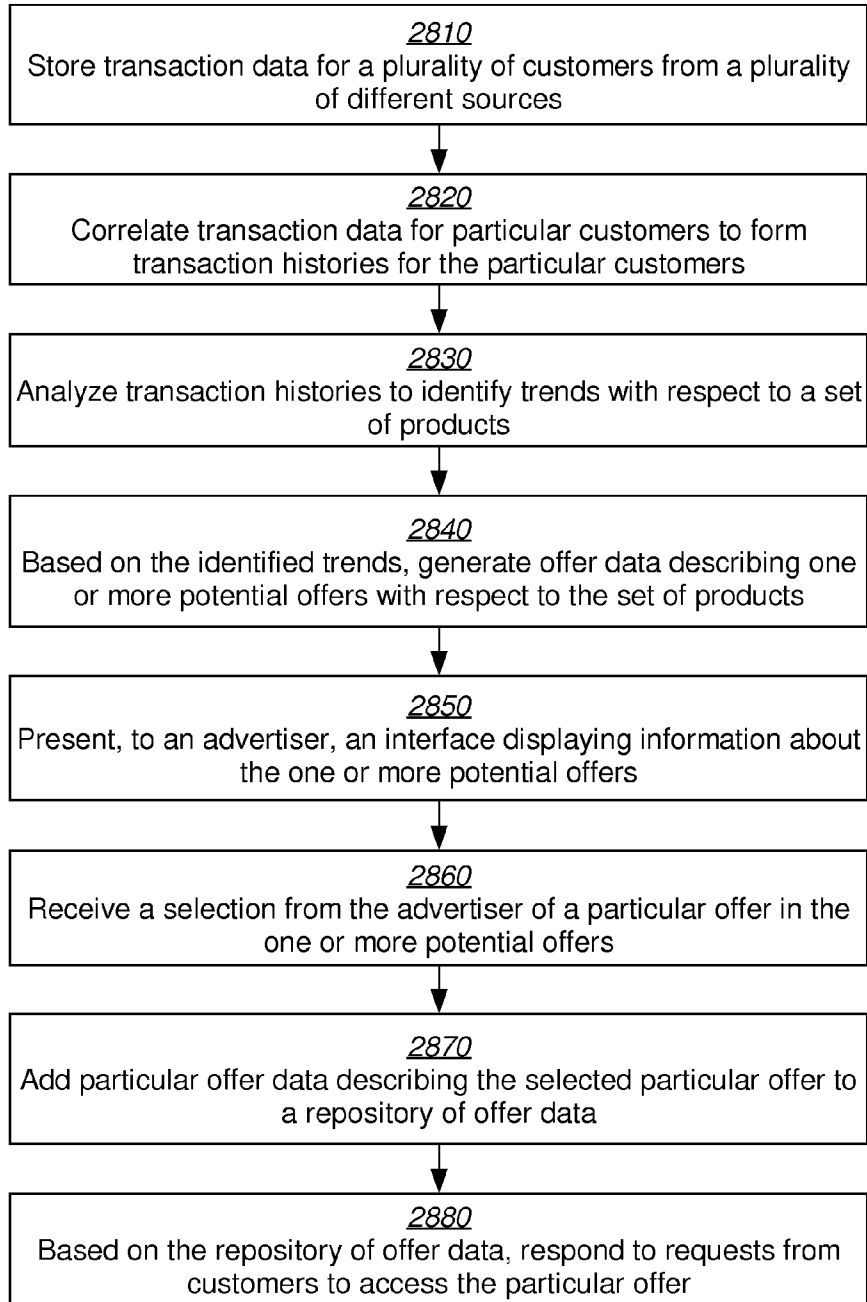 2810
Store transaction data for a plurality of customers from a plurality
of different sources
2820
Correlate transaction data for particular customers to form
transaction histories for the particular customers
2830
Analyze transaction histories to identify trends with respect to a set
of products
2840
Based on the identified trends, generate offer data describing one
or more potential offers with respect to the set of products
2850
Present, to an advertiser, an interface displaying information about
the one or more potential offers
2860
Receive a selection from the advertiser of a particular offer in the
one or more potential offers
2870
Add particular offer data describing the selected particular offer to
a repository of offer data
2880
Based on the repository of offer data, respond to requests from
customers to access the particular offer